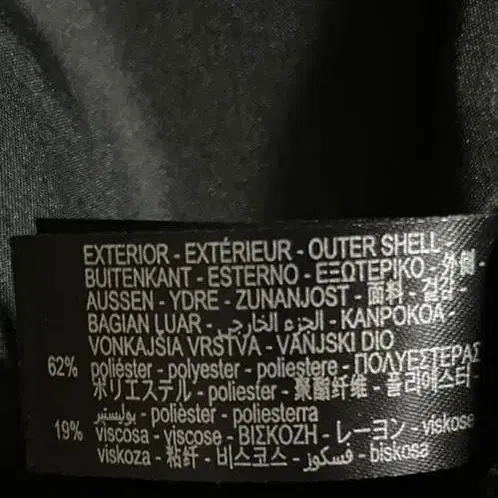 EXTERIOR - EXTÉRIEUR - OUTER SHELL -
BUITENKANT - ESTERNO - ΕΞΩΤΕΡΙΚΟ - 外側 -
AUSSEN - YDRE - ZUNANJOST - 面料 - 겉감 -
BAGIAN LUAR - الجزء الخارجي - KANPOKOA -
VONKAJŠIA VRSTVA - VANJSKI DIO
62% poliéster - polyester - poliestere - ΠΟΛΥΕΣΤΕΡΑΣ
ポリエステル - poliester - 聚酯纤维 - 폴리에스터 -
بوليستير - polièster - poliesterra
19% viscosa - viscose - ΒΙΣΚΟΖΗ - レーヨン - viskose
viskoza - 粘纤 - 비스코스 - فسكوز - biskosa